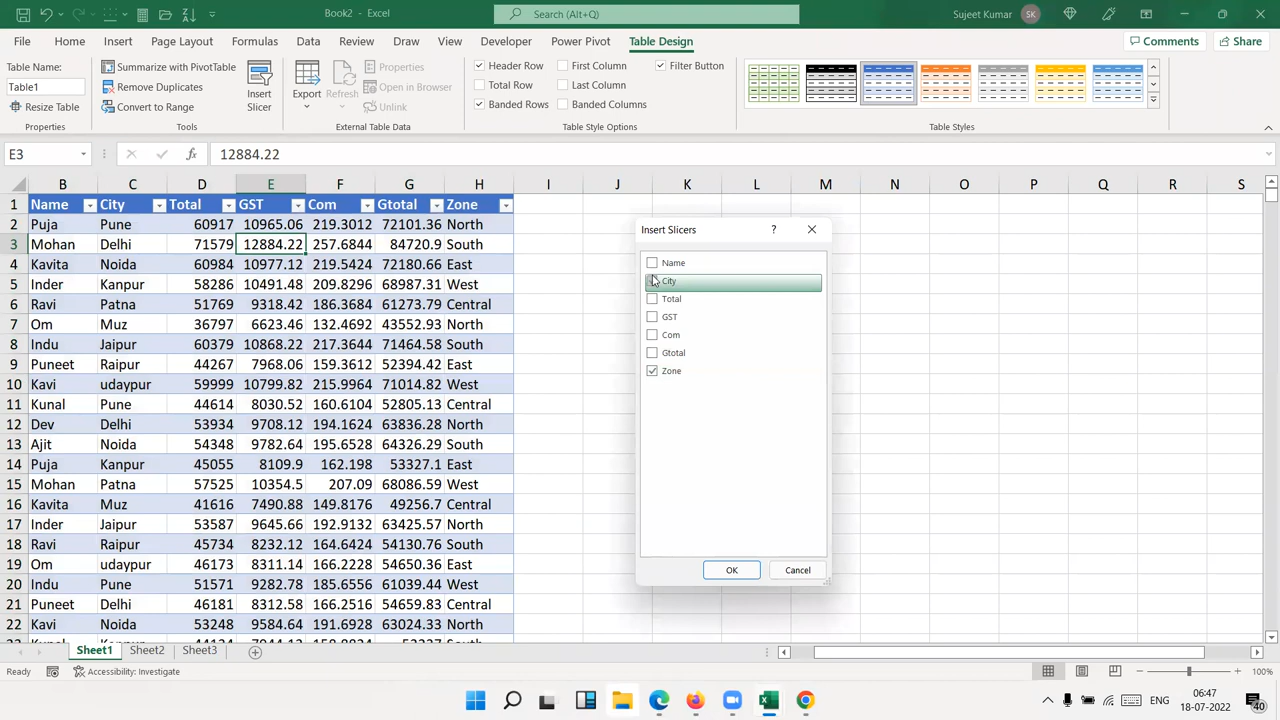 Book2 - Excel
Search (Alt+Q)
Sujeet Kumar SK
File Home Insert Page Layout Formulas Data Review Draw View Developer Power Pivot Table Design Comments Share
Table Name:
Table1
Resize Table
Properties
Summarize with PivotTable
Remove Duplicates
Convert to Range
Tools
Insert
Slicer
Export
Refresh
Properties
Open in Browser
Unlink
External Table Data
Header Row First Column Filter Button
Total Row Last Column
Banded Rows Banded Columns
Table Style Options
Table Styles
E3 fx 12884.22
B C D E F G H I J K L M N O P Q R S
1 Name City Total GST Com Gtotal Zone
2 Puja Pune 60917 10965.06 219.3012 72101.36 North
3 Mohan Delhi 71579 12884.22 257.6844 84720.9 South
4 Kavita Noida 60984 10977.12 219.5424 72180.66 East
5 Inder Kanpur 58286 10491.48 209.8296 68987.31 West
6 Ravi Patna 51769 9318.42 186.3684 61273.79 Central
7 Om Muz 36797 6623.46 132.4692 43552.93 North
8 Indu Jaipur 60379 10868.22 217.3644 71464.58 South
9 Puneet Raipur 44267 7968.06 159.3612 52394.42 East
10 Kavi udaypur 59999 10799.82 215.9964 71014.82 West
11 Kunal Pune 44614 8030.52 160.6104 52805.13 Central
12 Dev Delhi 53934 9708.12 194.1624 63836.28 North
13 Ajit Noida 54348 9782.64 195.6528 64326.29 South
14 Puja Kanpur 45055 8109.9 162.198 53327.1 East
15 Mohan Patna 57525 10354.5 207.09 68086.59 West
16 Kavita Muz 41616 7490.88 149.8176 49256.7 Central
17 Inder Jaipur 53587 9645.66 192.9132 63425.57 North
18 Ravi Raipur 45734 8232.12 164.6424 54130.76 South
19 Om udaypur 46173 8311.14 166.2228 54650.36 East
20 Indu Pune 51571 9282.78 185.6556 61039.44 West
21 Puneet Delhi 46181 8312.58 166.2516 54659.83 Central
22 Kavi Noida 53248 9584.64 191.6928 63024.33 North
Insert Slicers ?
Name
City
Total
GST
Com
Gtotal
Zone
OK Cancel
Sheet1 Sheet2 Sheet3
Ready Accessibility: Investigate 100%
ENG 06:47
18-07-2022 40